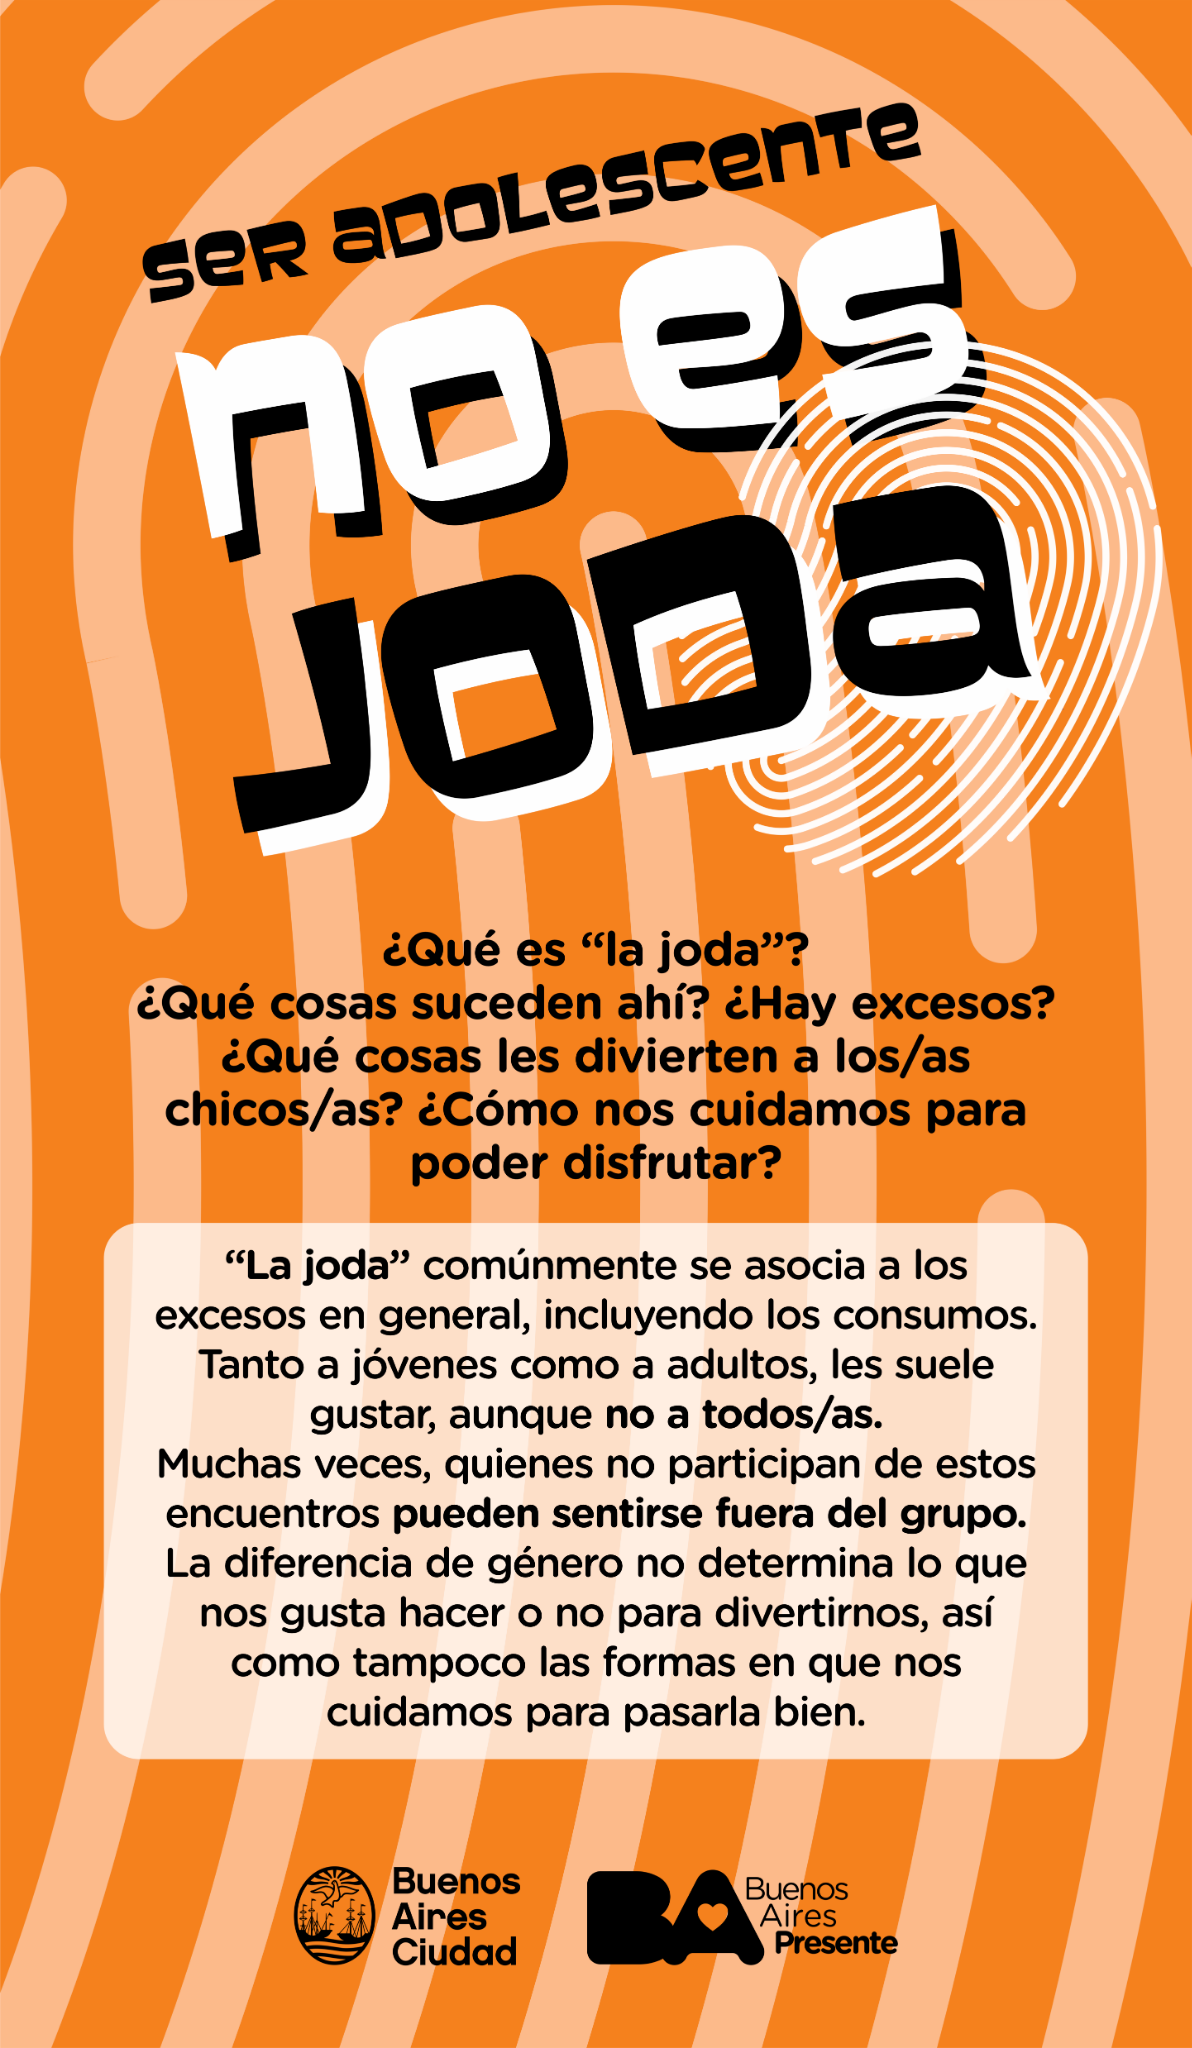 ser adolescente
no es
joda
¿Qué es “la joda”?
¿Qué cosas suceden ahí? ¿Hay excesos?
¿Qué cosas les divierten a los/as
chicos/as? ¿Cómo nos cuidamos para
poder disfrutar?
“La joda” comúnmente se asocia a los
excesos en general, incluyendo los consumos.
Tanto a jóvenes como a adultos, les suele
gustar, aunque no a todos/as.
Muchas veces, quienes no participan de estos
encuentros pueden sentirse fuera del grupo.
La diferencia de género no determina lo que
nos gusta hacer o no para divertirnos, así
como tampoco las formas en que nos
cuidamos para pasarla bien.
Buenos
Aires
Ciudad
BA
Buenos
Aires
Presente